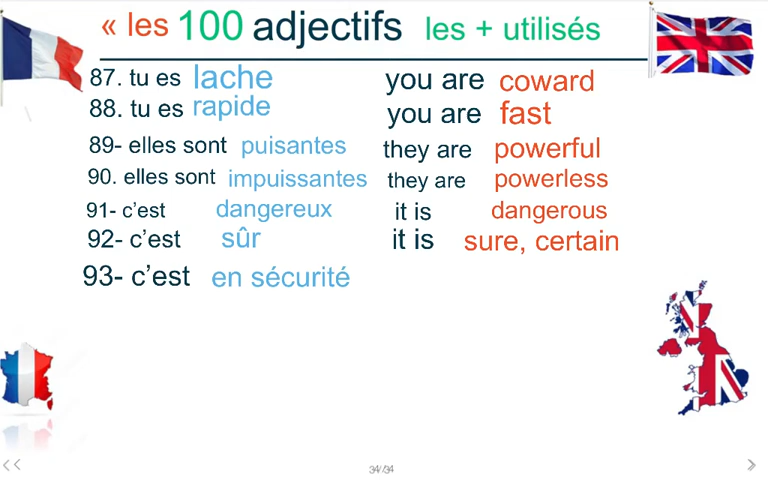 « les 100 adjectifs les + utilisés
87. tu es lache you are coward
88. tu es rapide you are fast
89- elles sont puisantes they are powerful
90. elles sont impuissantes they are powerless
91- c’est dangereux it is dangerous
92- c’est sûr it is sure, certain
93- c’est en sécurité
34/34